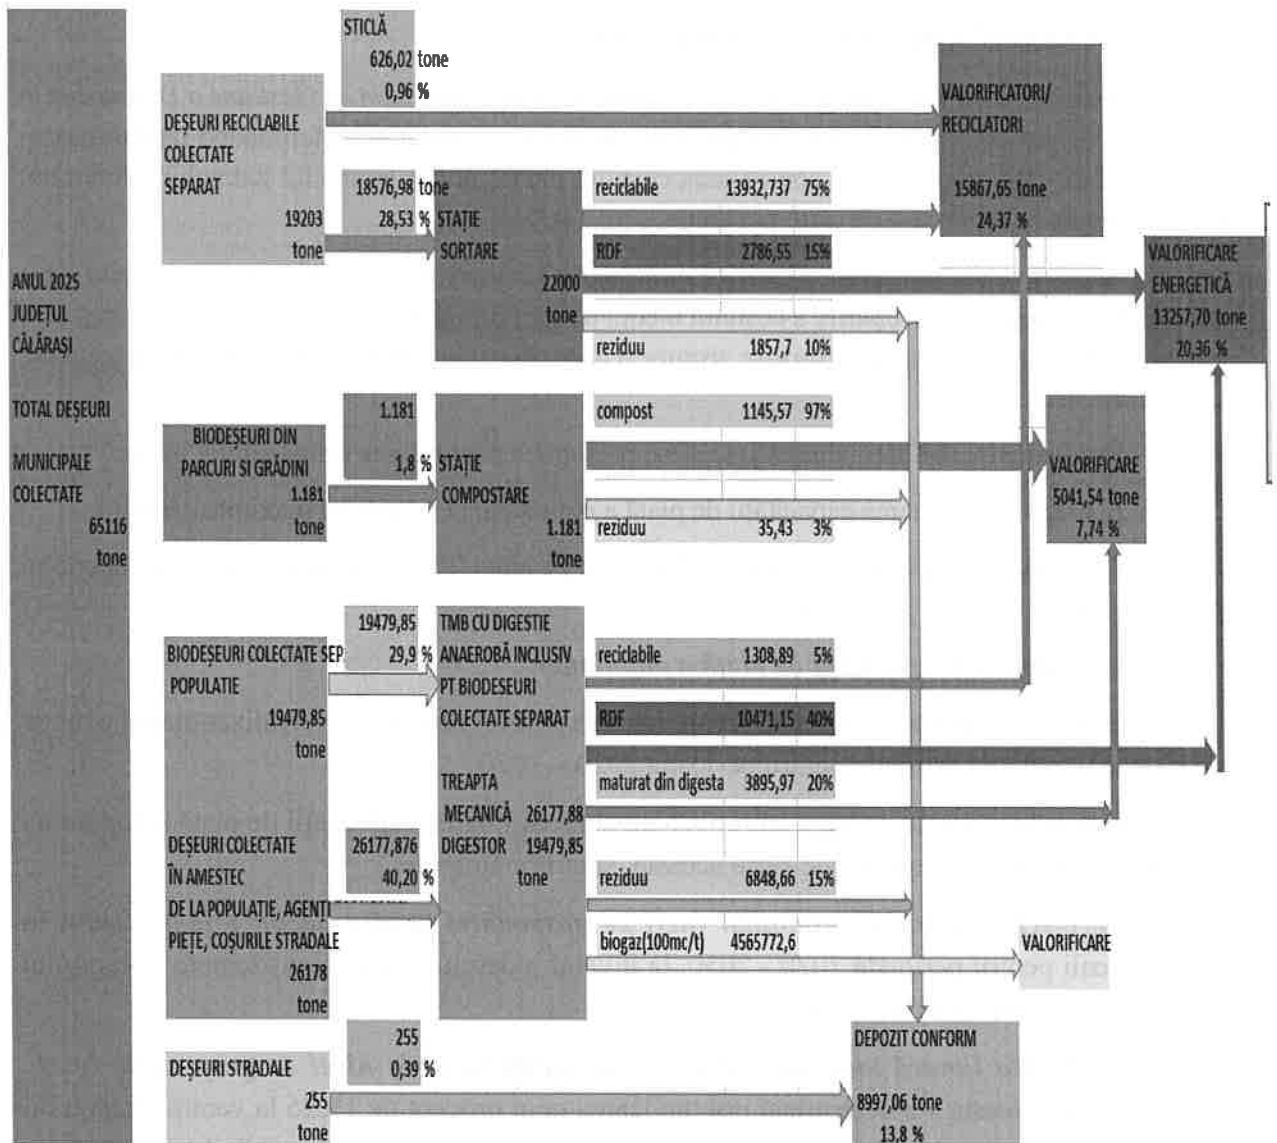 ANUL 2025
JUDEȚUL
CĂLĂRAȘI
TOTAL DEȘEURI
MUNICIPALE
COLECTATE
65116
tone
DEȘEURI RECICLABILE
COLECTATE
SEPARAT
19203
tone
STICLĂ
626,02 tone
0,96 %
18576,98 tone
28,53 %
STAȚIE
SORTARE
22000
tone
reciclabile 13932,737 75%
RDF 2786,55 15%
reziduu 1857,7 10%
VALORIFICATORI/
RECICLATORI
15867,65 tone
24,37 %
VALORIFICARE
ENERGETICĂ
13257,70 tone
20,36 %
BIODEȘEURI DIN
PARCURI SI GRĂDINI
1.181
tone
1.181
1,8 %
STAȚIE
COMPOSTARE
1.181
tone
compost 1145,57 97%
reziduu 35,43 3%
VALORIFICARE
5041,54 tone
7,74 %
BIODEȘEURI COLECTATE SEP
POPULATIE
19479,85
tone
19479,85
29,9 %
TMB CU DIGESTIE
ANAEROBĂ INCLUSIV
PT BIODESEURI
COLECTATE SEPARAT
TREAPTA
MECANICĂ 26177,88
DIGESTOR 19479,85
tone
reciclabile 1308,89 5%
RDF 10471,15 40%
maturat din digesta 3895,97 20%
reziduu 6848,66 15%
biogaz(100mc/t) 4565772,6
VALORIFICARE
DEȘEURI COLECTATE
ÎN AMESTEC
DE LA POPULAȚIE, AGENȚI
PIEȚE, COȘURILE STRADALE
26178
tone
26177,876
40,20 %
DEȘEURI STRADALE
255
tone
255
0,39 %
DEPOZIT CONFORM
8997,06 tone
13,8 %